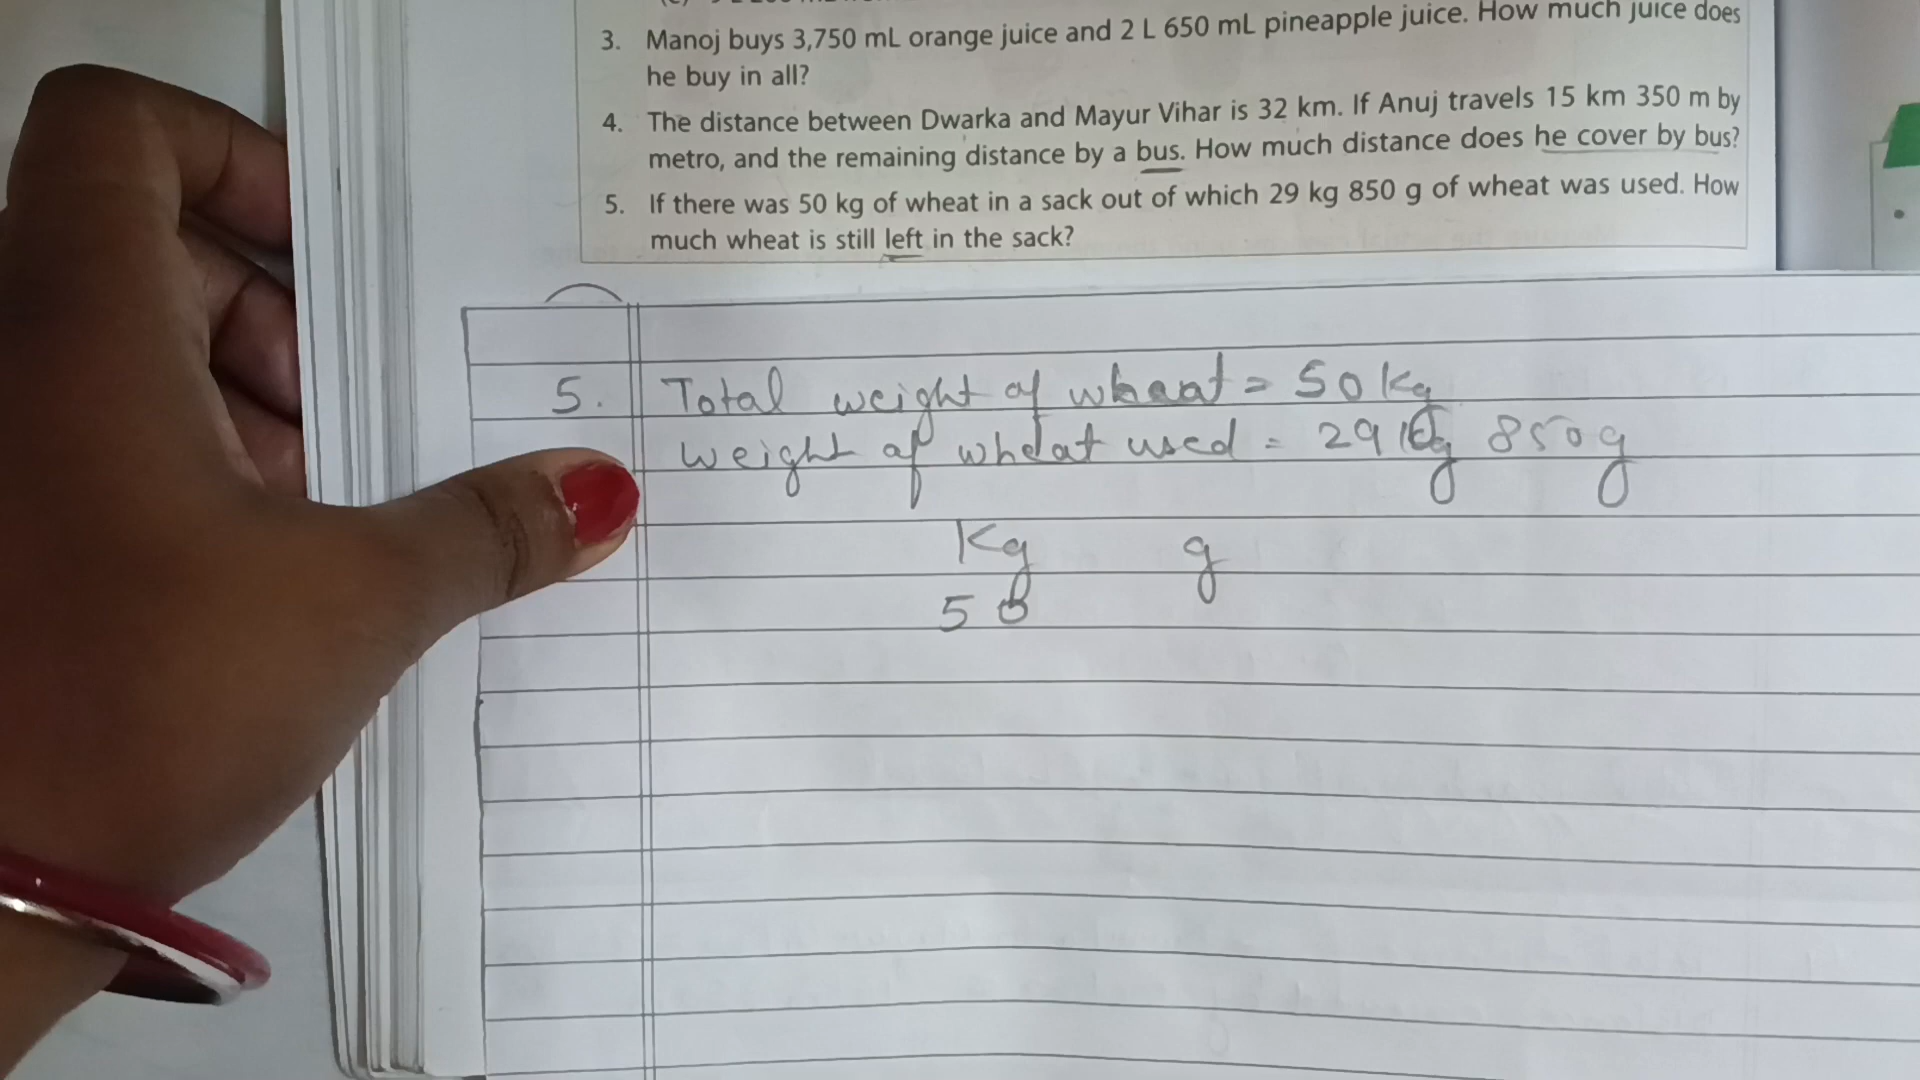 3. Manoj buys 3,750 mL orange juice and 2 L 650 mL pineapple juice. How much juice does
he buy in all?
4. The distance between Dwarka and Mayur Vihar is 32 km. If Anuj travels 15 km 350 m by
metro, and the remaining distance by a bus. How much distance does he cover by bus?
5. If there was 50 kg of wheat in a sack out of which 29 kg 850 g of wheat was used. How
much wheat is still left in the sack?
5. Total weight of wheat = 50 Kg
weight of wheat used = 29 Kg 850 g
Kg g
50